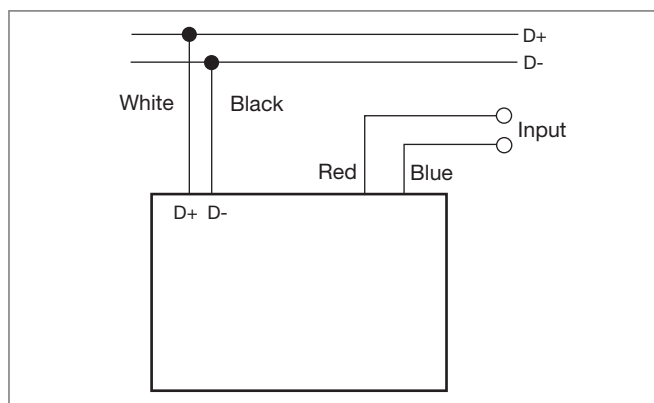 D+
D-
White
Black
Input
Red
Blue
D+ D-